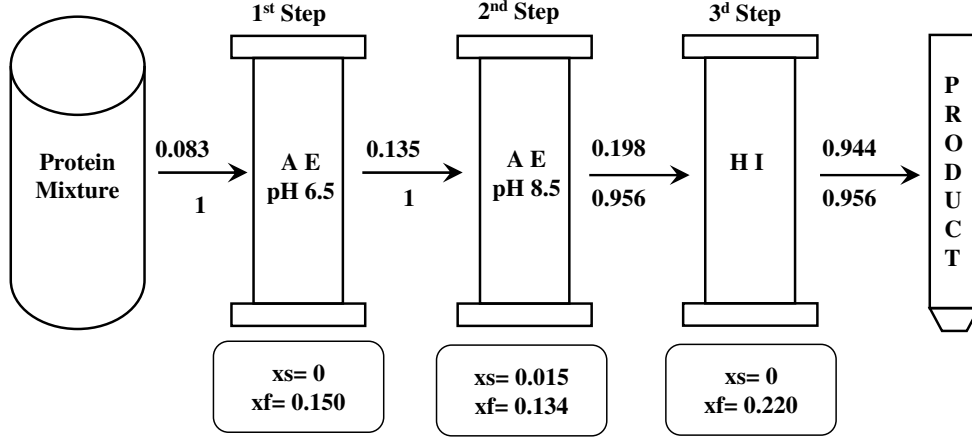 1st Step
2nd Step
3d Step
Protein
Mixture
0.083
1
A E
pH 6.5
0.135
1
A E
pH 8.5
0.198
0.956
H I
0.944
0.956
P
R
O
D
U
C
T
xs= 0
xf= 0.150
xs= 0.015
xf= 0.134
xs= 0
xf= 0.220